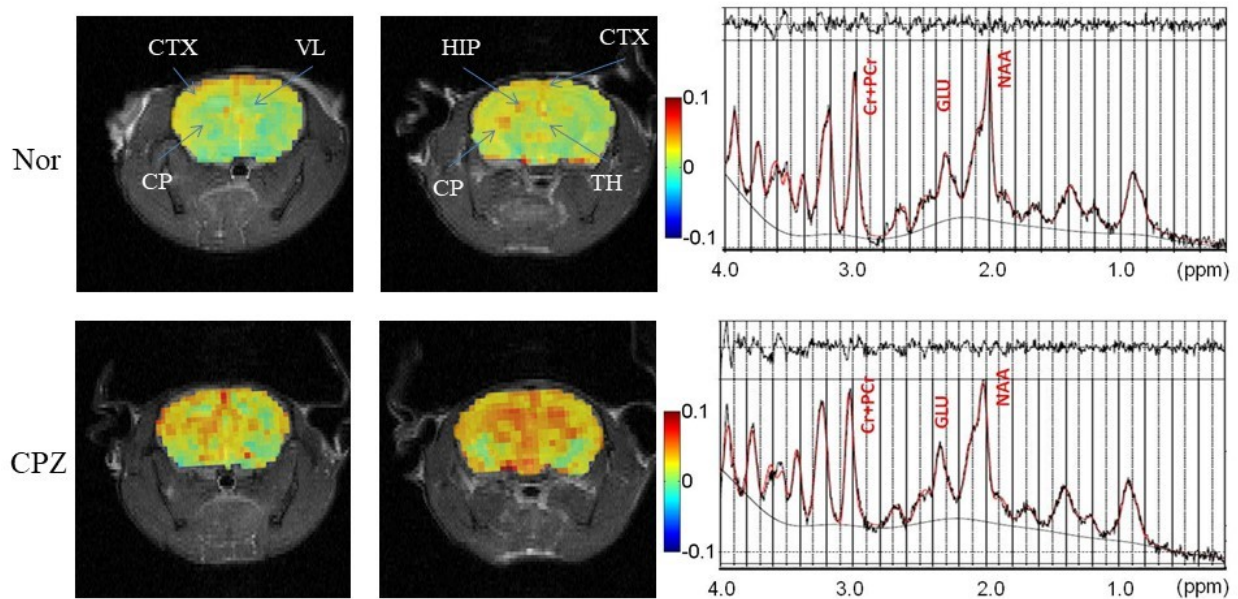 Nor
CTX
VL
CP
HIP
CTX
CP
TH
0.1
0
-0.1
Cr+PCr
GLU
NAA
4.0 3.0 2.0 1.0 (ppm)
CPZ
0.1
0
-0.1
Cr+PCr
GLU
NAA
4.0 3.0 2.0 1.0 (ppm)